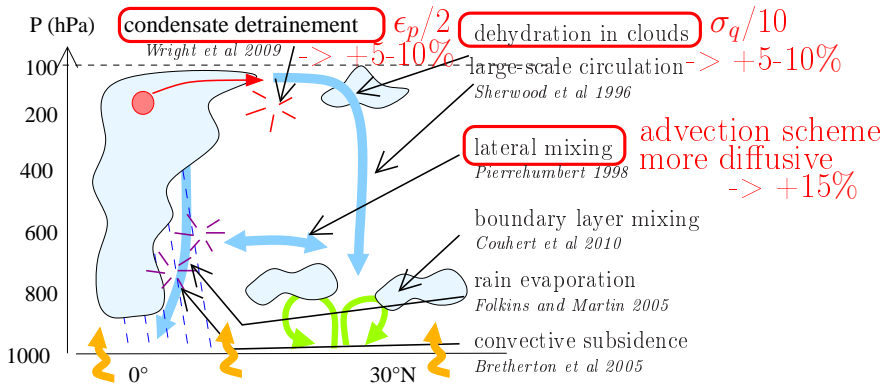 P (hPa)
condensate detrainement
ϵₚ/2
Wright et al 2009
-> +5-10%
dehydration in clouds
σ_q/10
-> +5-10%
large-scale circulation
Sherwood et al 1996
lateral mixing
Pierrehumbert 1998
advection scheme
more diffusive
-> +15%
boundary layer mixing
Couhert et al 2010
rain evaporation
Folkins and Martin 2005
convective subsidence
Bretherton et al 2005
100
200
400
600
800
1000
0°
30°N